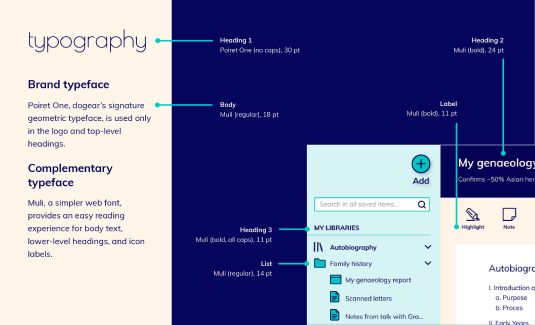 typography
Brand typeface
Poiret One, dogear's signature
geometric typeface, is used only
in the logo and top-level
headings.
Complementary
typeface
Muli, a simpler web font,
provides an easy reading
experience for body text,
lower-level headings, and icon
labels.
Heading 1
Poiret One (no caps), 30 pt
Body
Muli (regular), 18 pt
Heading 2
Muli (bold), 24 pt
Label
Muli (bold), 11 pt
Heading 3
Muli (bold, all caps), 11 pt
List
Muli (regular), 14 pt
Add
Search in all saved items...
MY LIBRARIES
Autobiography
Family history
My genaeology report
Scanned letters
Notes from talk with Gra...
My genaeology
Confirms ~50% Asian her
Highlight
Note
Autobiogra
I. Introduction a
a. Purpose
b. Proces
II. Early Years...